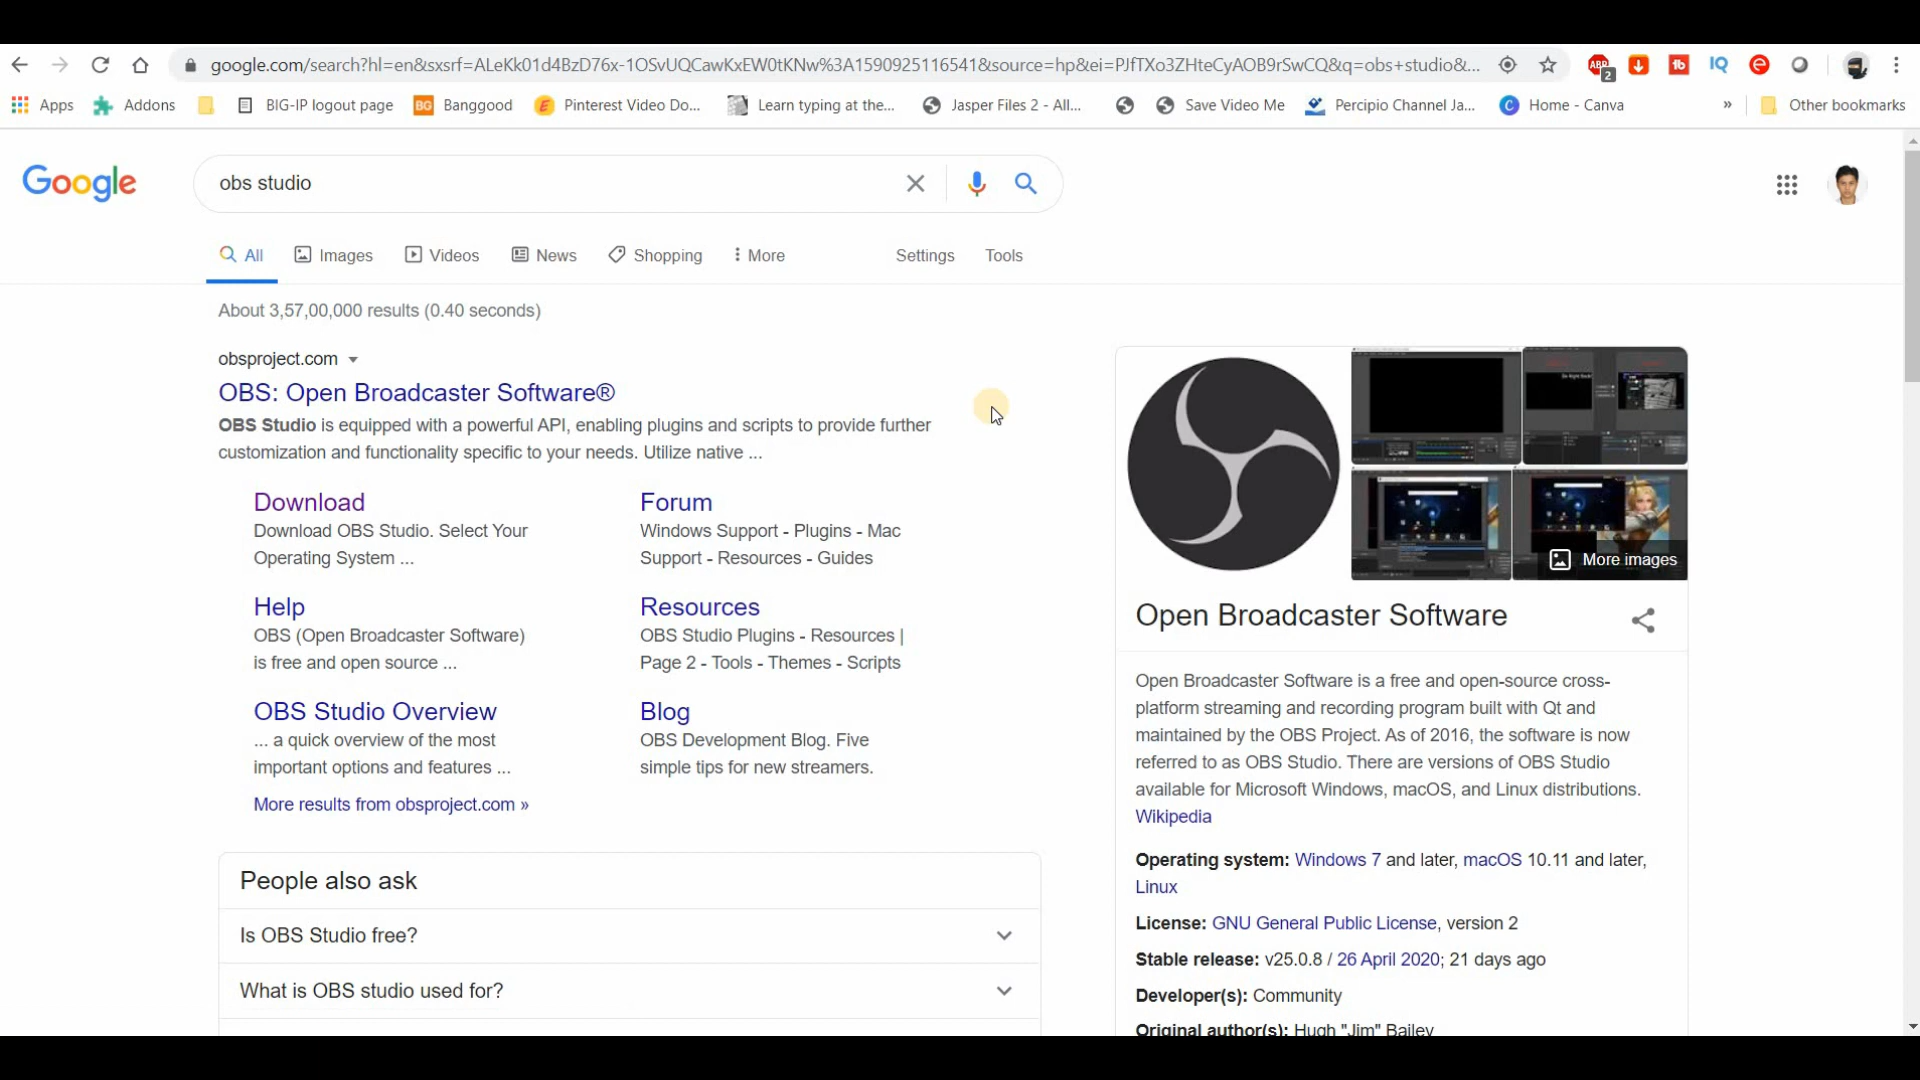 google.com/search?hl=en&sxsrf=ALeKk01d4BzD76x-1OSvUQCawKxEW0tKNw%3A1590925116541&source=hp&ei=PJfTXo3ZHteCyAOB9rSwCQ&q=obs+studio&...
ABP
2
tb
IQ
e
Apps
Addons
BIG-IP logout page
BG
Banggood
Pinterest Video Do...
Learn typing at the...
Jasper Files 2 - All...
Save Video Me
Percipio Channel Ja...
C
Home - Canva
»
Other bookmarks
Google
obs studio
All
Images
Videos
News
Shopping
More
Settings
Tools
About 3,57,00,000 results (0.40 seconds)
obsproject.com
OBS: Open Broadcaster Software®
OBS Studio is equipped with a powerful API, enabling plugins and scripts to provide further
customization and functionality specific to your needs. Utilize native ...
Download
Download OBS Studio. Select Your
Operating System ...
Forum
Windows Support - Plugins - Mac
Support - Resources - Guides
Help
OBS (Open Broadcaster Software)
is free and open source ...
Resources
OBS Studio Plugins - Resources |
Page 2 - Tools - Themes - Scripts
OBS Studio Overview
... a quick overview of the most
important options and features ...
Blog
OBS Development Blog. Five
simple tips for new streamers.
More results from obsproject.com »
People also ask
Is OBS Studio free?
What is OBS studio used for?
More images
Open Broadcaster Software
Open Broadcaster Software is a free and open-source cross-
platform streaming and recording program built with Qt and
maintained by the OBS Project. As of 2016, the software is now
referred to as OBS Studio. There are versions of OBS Studio
available for Microsoft Windows, macOS, and Linux distributions.
Wikipedia
Operating system: Windows 7 and later, macOS 10.11 and later,
Linux
License: GNU General Public License, version 2
Stable release: v25.0.8 / 26 April 2020; 21 days ago
Developer(s): Community
Original author(s): Hugh "Jim" Bailey